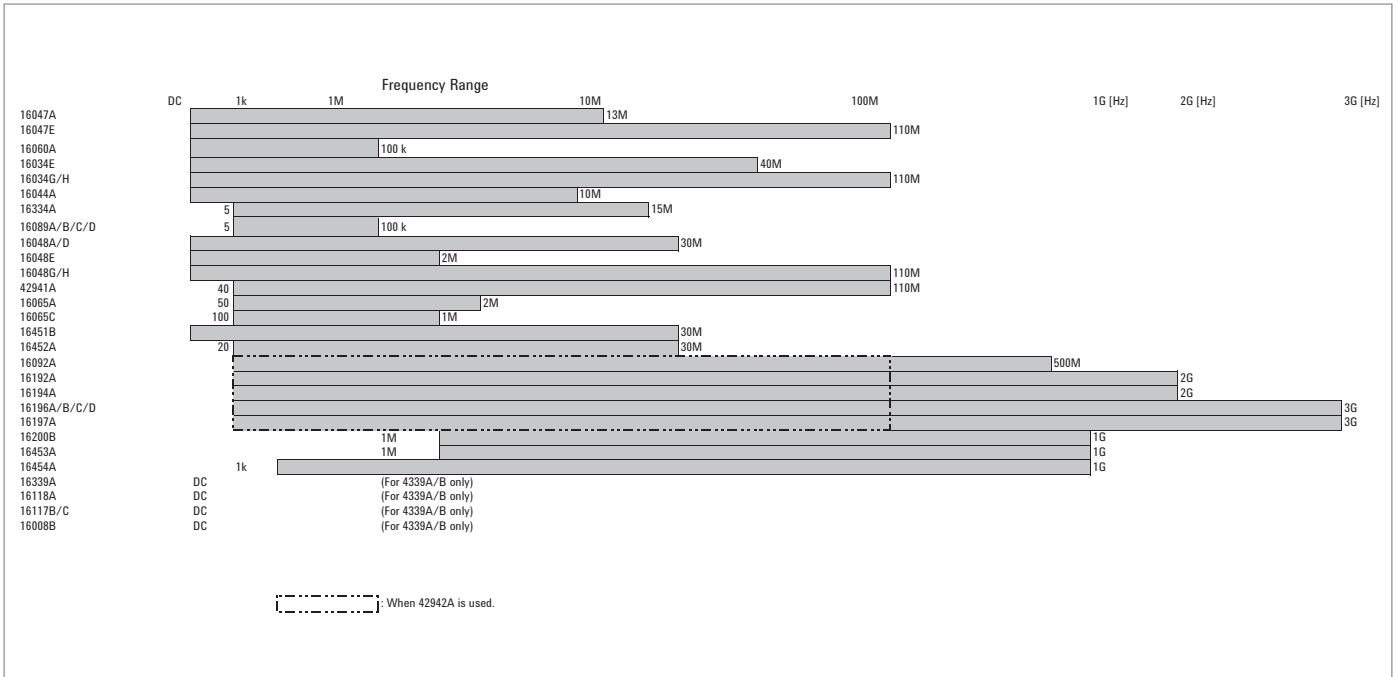 Frequency Range
DC 1k 1M 10M 100M 1G [Hz] 2G [Hz] 3G [Hz]
16047A 13M
16047E 110M
16060A 100 k
16034E 40M
16034G/H 110M
16044A 10M
16334A 5 15M
16089A/B/C/D 5 100 k
16048A/D 30M
16048E 2M
16048G/H 110M
42941A 40 110M
16065A 50 2M
16065C 100 1M
16451B 30M
16452A 20 30M
16092A 500M
16192A 2G
16194A 2G
16196A/B/C/D 3G
16197A 3G
16200B 1M 1G
16453A 1M 1G
16454A 1k 1G
16339A DC (For 4339A/B only)
16118A DC (For 4339A/B only)
16117B/C DC (For 4339A/B only)
16008B DC (For 4339A/B only)
: When 42942A is used.